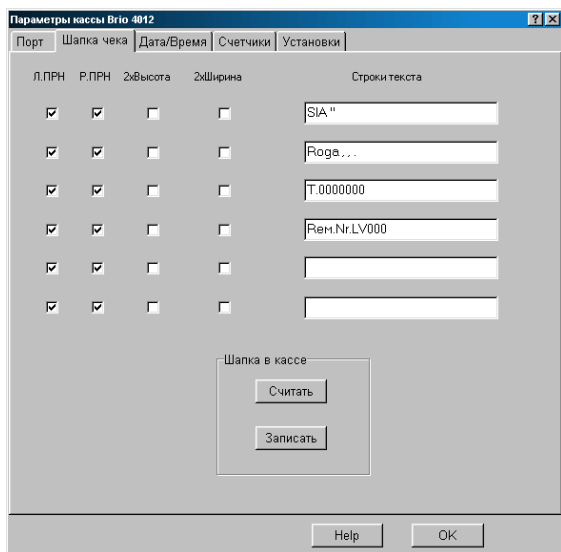 Параметры кассы Brio 4012
Порт Шапка чека Дата/Время Счетчики Установки
Л.ПРН Р.ПРН 2хВысота 2хШирина Строки текста
SIA "
Roga,,.
T.0000000
Rем.Nr.LV000
Шапка в кассе
Считать
Записать
Help OK